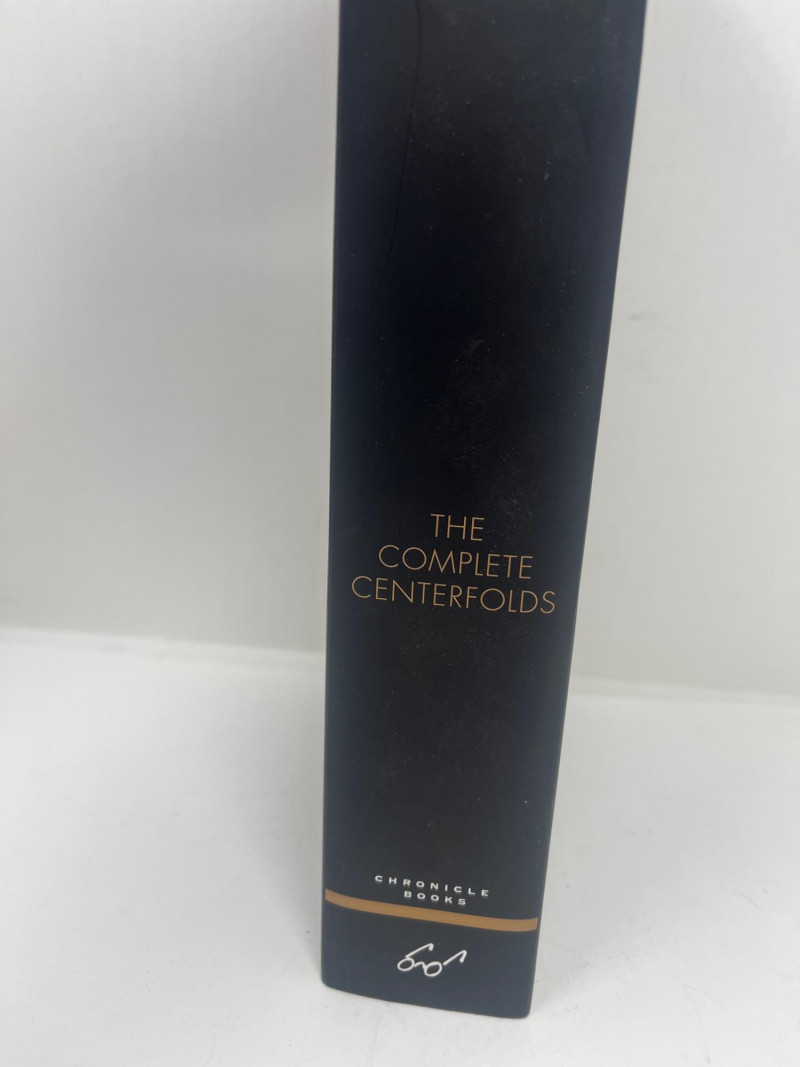 THE
COMPLETE
CENTERFOLDS
CHRONICLE
BOOKS